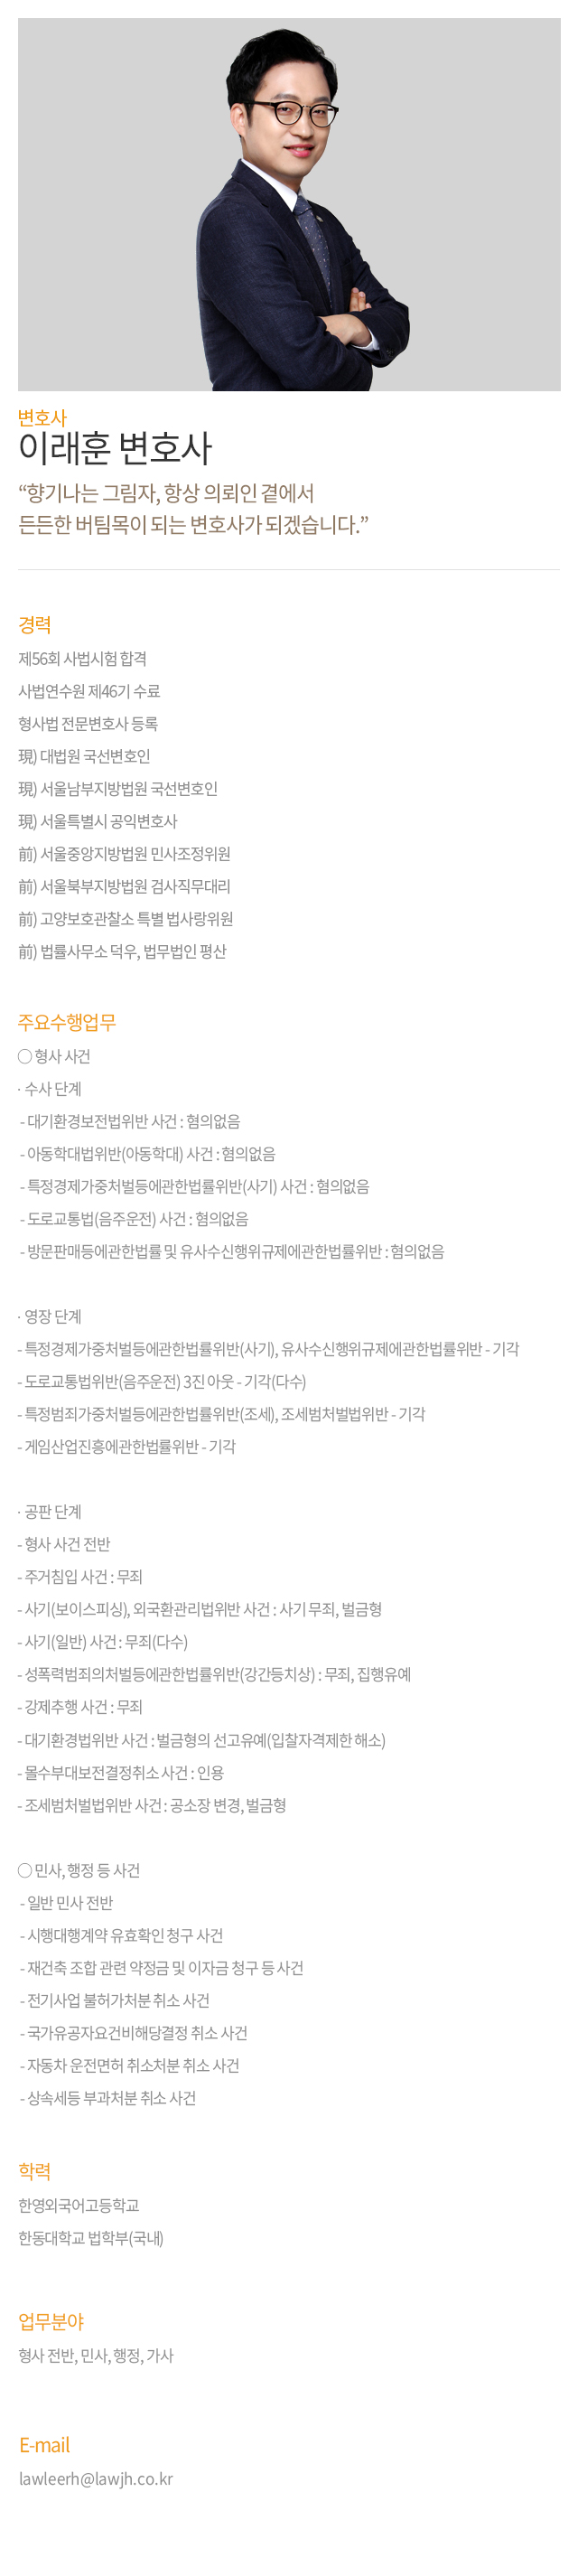 변호사
이래훈 변호사
“향기나는 그림자, 항상 의뢰인 곁에서
든든한 버팀목이 되는 변호사가 되겠습니다.”
경력
제56회 사법시험 합격
사법연수원 제46기 수료
형사법 전문변호사 등록
現) 대법원 국선변호인
現) 서울남부지방법원 국선변호인
現) 서울특별시 공익변호사
前) 서울중앙지방법원 민사조정위원
前) 서울북부지방법원 검사직무대리
前) 고양보호관찰소 특별 법사랑위원
前) 법률사무소 덕우, 법무법인 평산
주요수행업무
○ 형사 사건
· 수사 단계
- 대기환경보전법위반 사건 : 혐의없음
- 아동학대법위반(아동학대) 사건 : 혐의없음
- 특정경제가중처벌등에관한법률위반(사기) 사건 : 혐의없음
- 도로교통법(음주운전) 사건 : 혐의없음
- 방문판매등에관한법률 및 유사수신행위규제에관한법률위반 : 혐의없음
· 영장 단계
- 특정경제가중처벌등에관한법률위반(사기), 유사수신행위규제에관한법률위반 - 기각
- 도로교통법위반(음주운전) 3진 아웃 - 기각(다수)
- 특정범죄가중처벌등에관한법률위반(조세), 조세범처벌법위반 - 기각
- 게임산업진흥에관한법률위반 - 기각
· 공판 단계
- 형사 사건 전반
- 주거침입 사건 : 무죄
- 사기(보이스피싱), 외국환관리법위반 사건 : 사기 무죄, 벌금형
- 사기(일반) 사건 : 무죄(다수)
- 성폭력범죄의처벌등에관한법률위반(강간등치상) : 무죄, 집행유예
- 강제추행 사건 : 무죄
- 대기환경법위반 사건 : 벌금형의 선고유예(입찰자격제한 해소)
- 몰수부대보전결정취소 사건 : 인용
- 조세범처벌법위반 사건 : 공소장 변경, 벌금형
○ 민사, 행정 등 사건
- 일반 민사 전반
- 시행대행계약 유효확인 청구 사건
- 재건축 조합 관련 약정금 및 이자금 청구 등 사건
- 전기사업 불허가처분 취소 사건
- 국가유공자요건비해당결정 취소 사건
- 자동차 운전면허 취소처분 취소 사건
- 상속세등 부과처분 취소 사건
학력
한영외국어고등학교
한동대학교 법학부(국내)
업무분야
형사 전반, 민사, 행정, 가사
E-mail
lawleerh@lawjh.co.kr